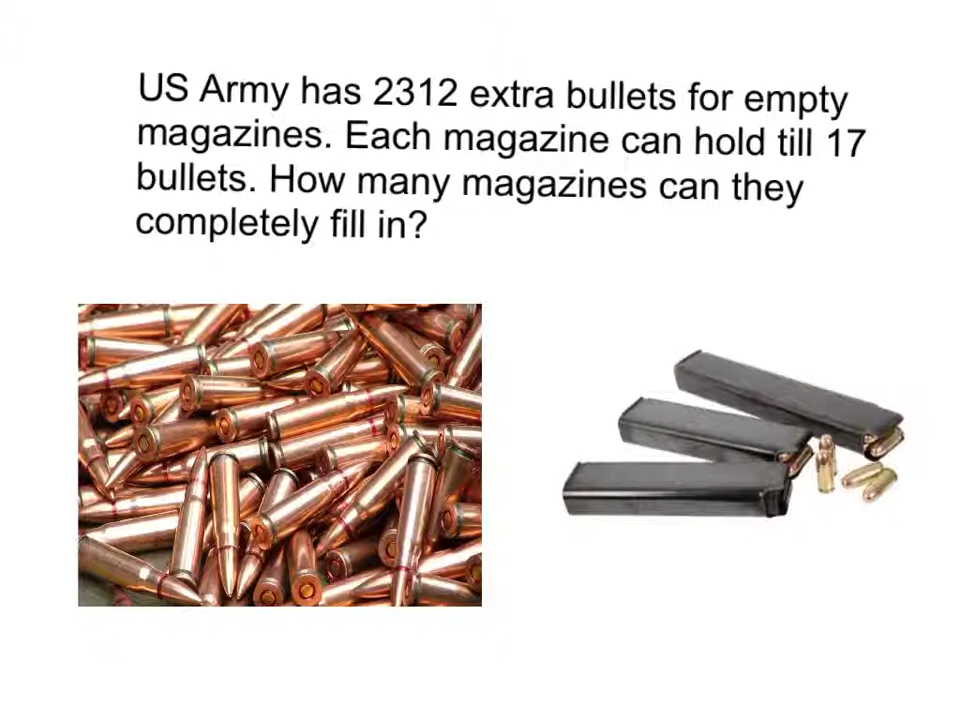 US Army has 2312 extra bullets for empty
magazines. Each magazine can hold till 17
bullets. How many magazines can they
completely fill in?